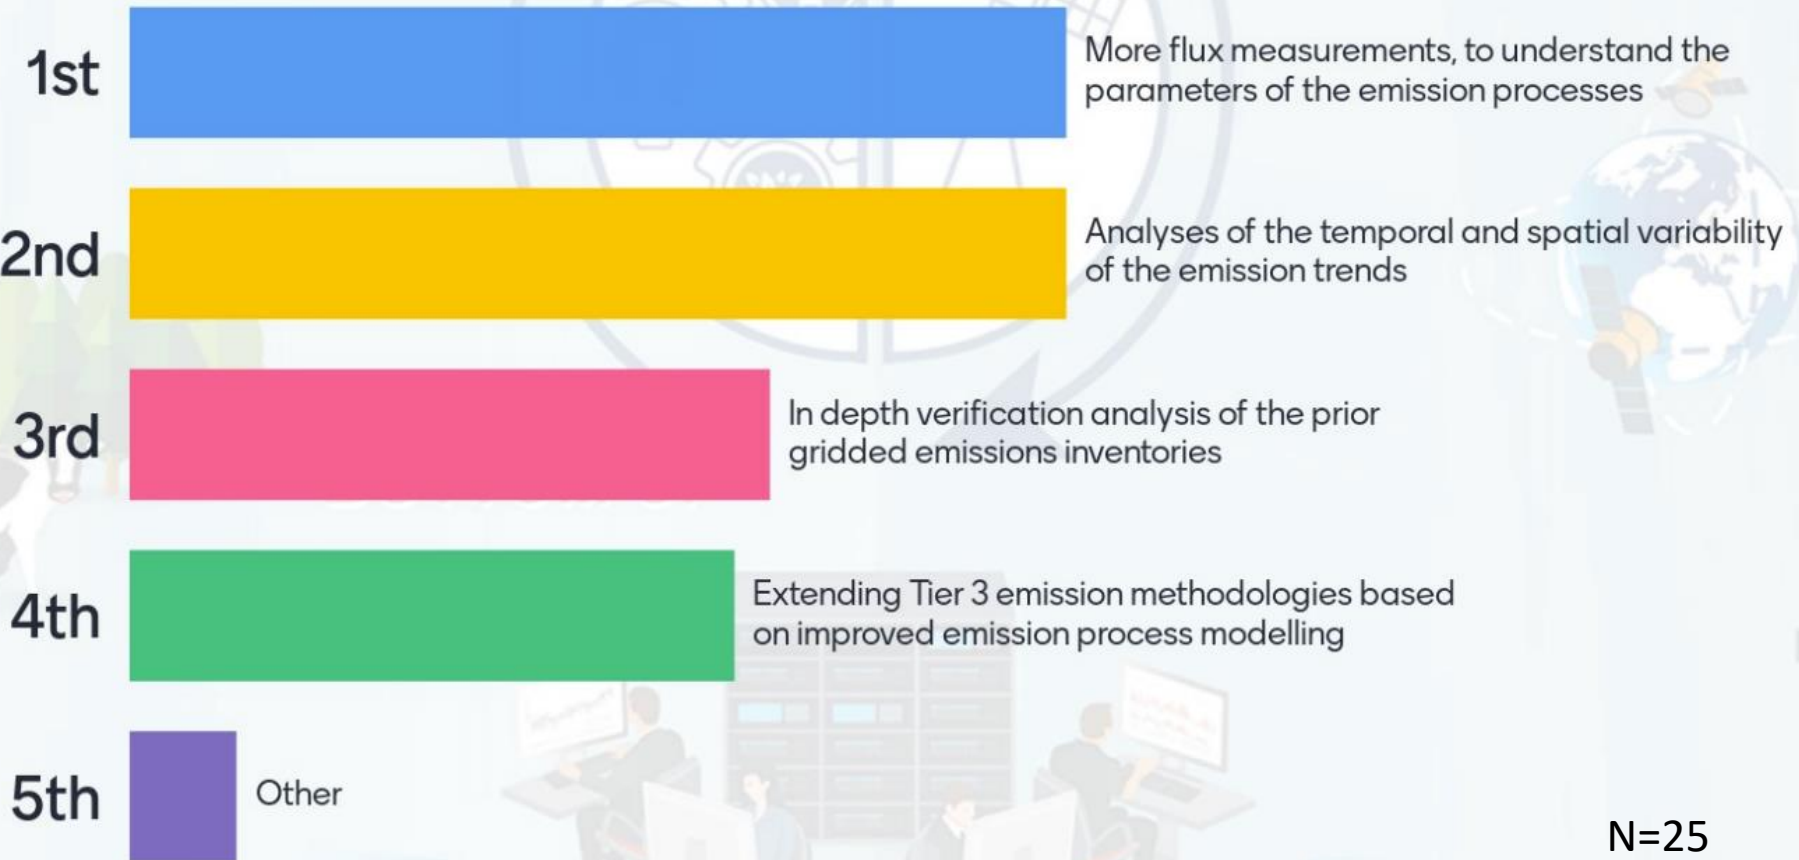 1st
More flux measurements, to understand the
parameters of the emission processes
2nd
Analyses of the temporal and spatial variability
of the emission trends
3rd
In depth verification analysis of the prior
gridded emissions inventories
4th
Extending Tier 3 emission methodologies based
on improved emission process modelling
5th
Other
N=25